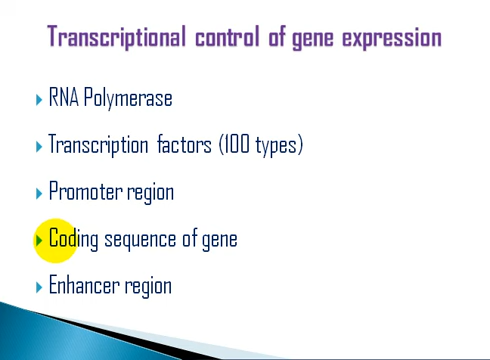 Transcriptional control of gene expression
RNA Polymerase
Transcription factors (100 types)
Promoter region
Coding sequence of gene
Enhancer region